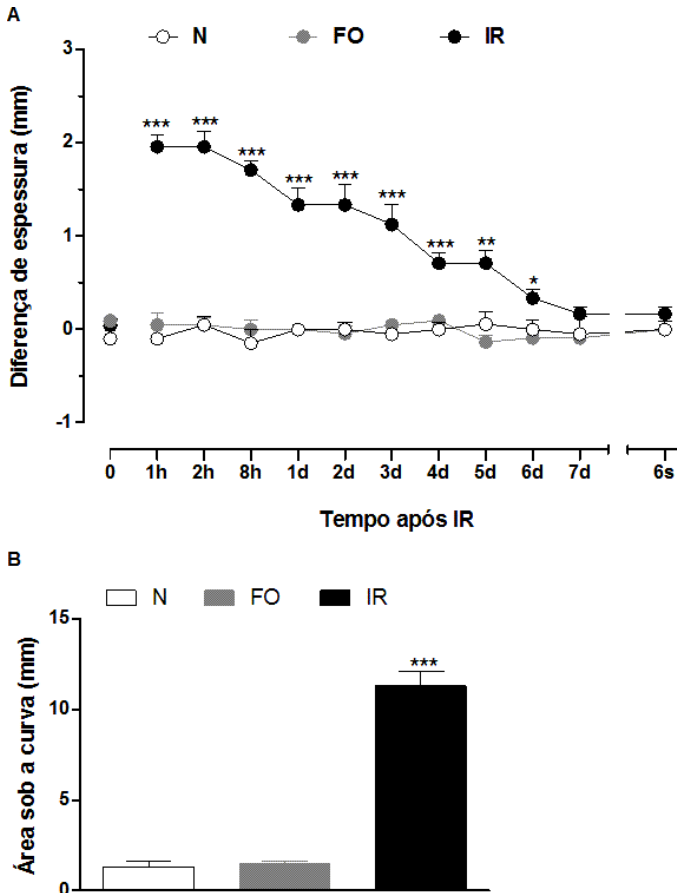 A
N FO IR
Diferença de espessura (mm)
3
2
1
0
-1
*** *** *** *** *** *** *** ** *
0 1h 2h 8h 1d 2d 3d 4d 5d 6d 7d 6s
Tempo após IR
B
N FO IR
Área sob a curva (mm)
15
10
5
0
***